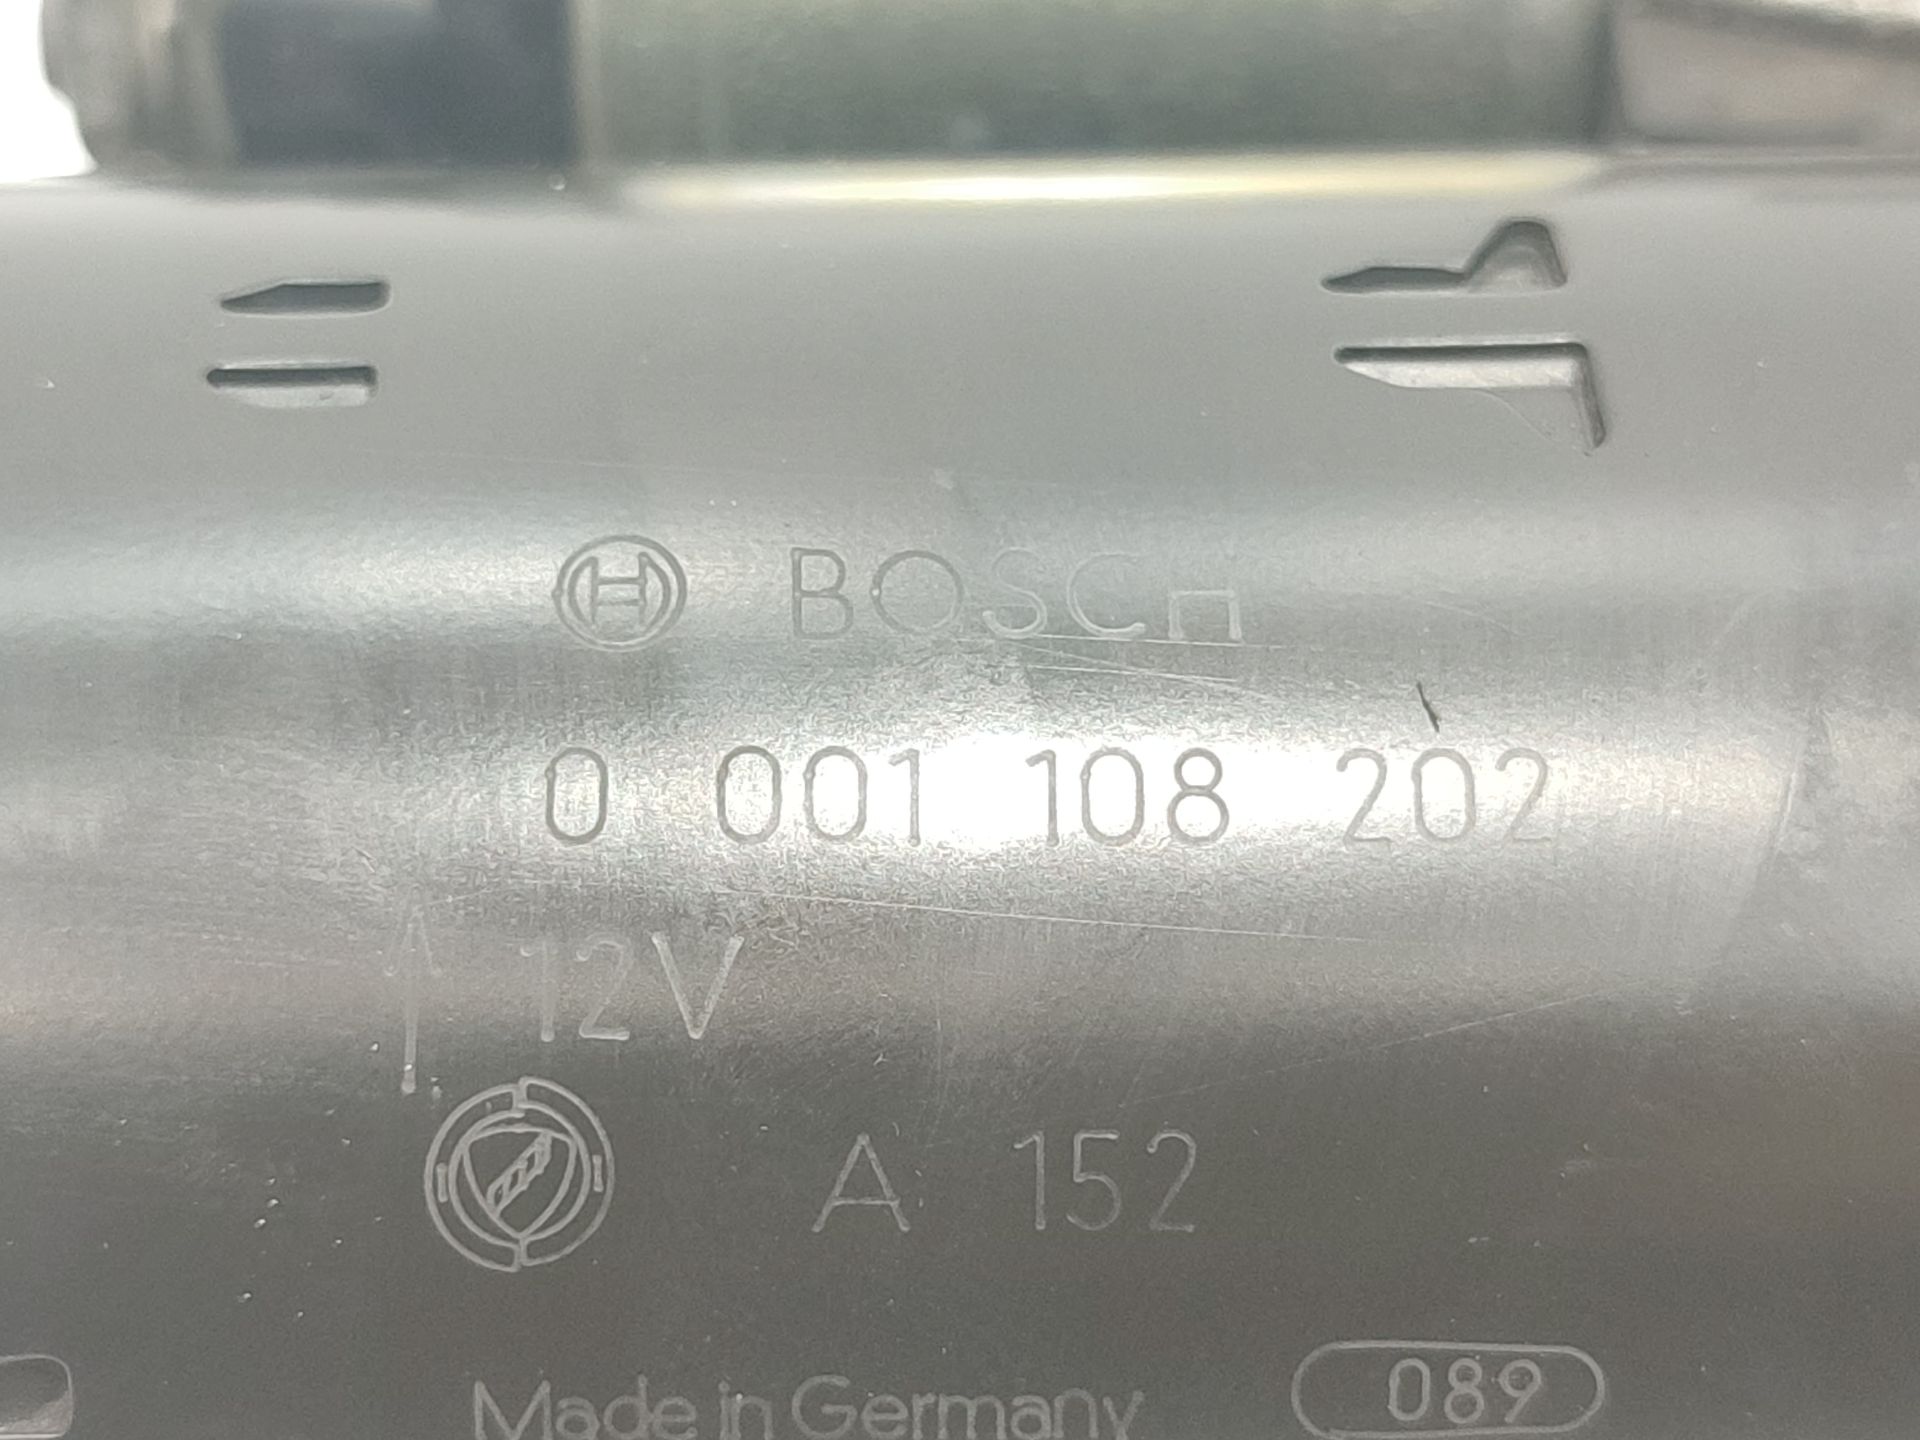 BOSCH
0 001 108 202
12V
A 152
Made in Germany
089